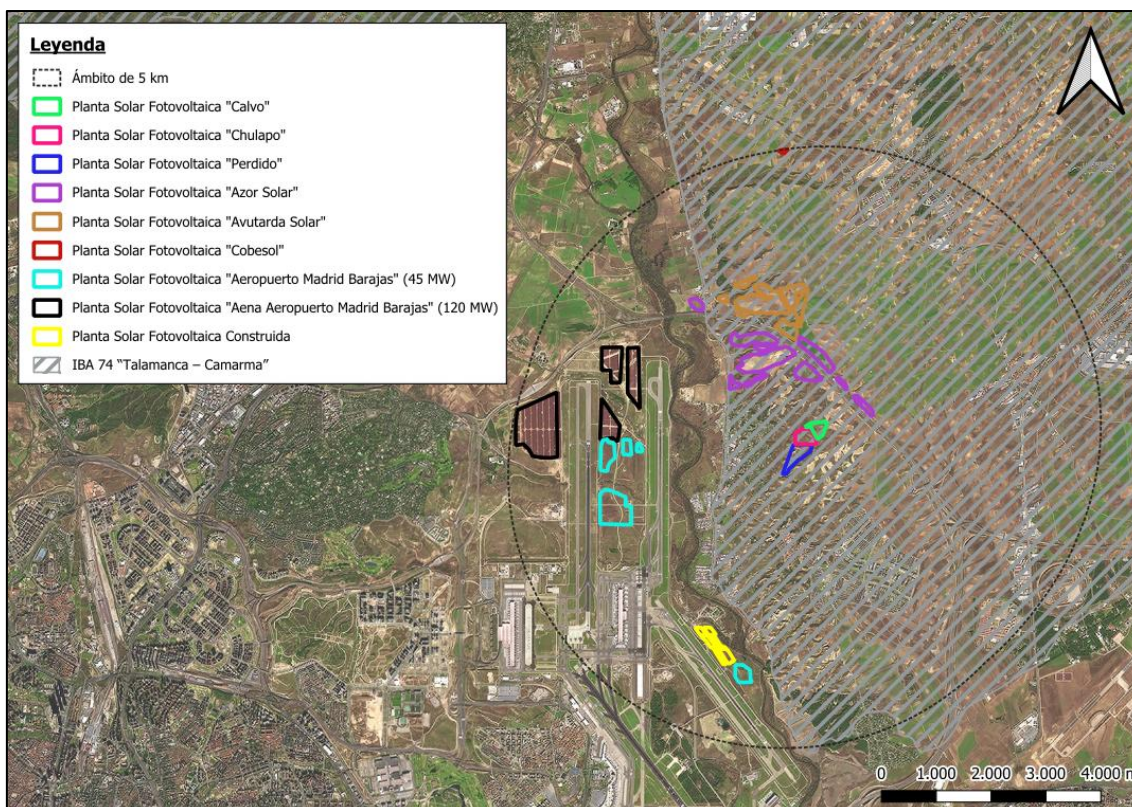 Leyenda
Ámbito de 5 km
Planta Solar Fotovoltaica "Calvo"
Planta Solar Fotovoltaica "Chulapo"
Planta Solar Fotovoltaica "Perdido"
Planta Solar Fotovoltaica "Azor Solar"
Planta Solar Fotovoltaica "Avutarda Solar"
Planta Solar Fotovoltaica "Cobesol"
Planta Solar Fotovoltaica "Aeropuerto Madrid Barajas" (45 MW)
Planta Solar Fotovoltaica "Aena Aeropuerto Madrid Barajas" (120 MW)
Planta Solar Fotovoltaica Construida
IBA 74 “Talamanca – Camarma”
0 1.000 2.000 3.000 4.000 m